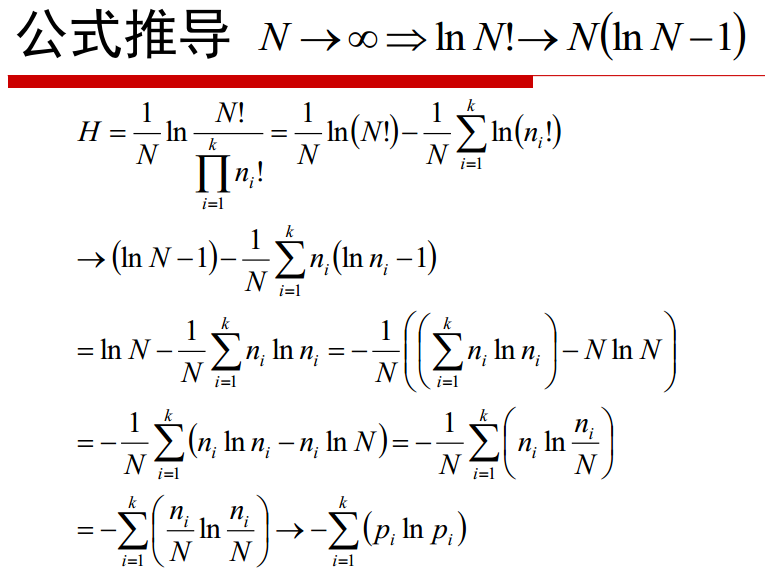 公式推导 $N \to \infty \Rightarrow \ln N! \to N(\ln N - 1)$
$H = \frac{1}{N} \ln \frac{N!}{\prod_{i=1}^{k} n_i!} = \frac{1}{N} \ln(N!) - \frac{1}{N} \sum_{i=1}^{k} \ln(n_i!)$
$\to (\ln N - 1) - \frac{1}{N} \sum_{i=1}^{k} n_i (\ln n_i - 1)$
$= \ln N - \frac{1}{N} \sum_{i=1}^{k} n_i \ln n_i = -\frac{1}{N} \left( \left( \sum_{i=1}^{k} n_i \ln n_i \right) - N \ln N \right)$
$= -\frac{1}{N} \sum_{i=1}^{k} (n_i \ln n_i - n_i \ln N) = -\frac{1}{N} \sum_{i=1}^{k} \left( n_i \ln \frac{n_i}{N} \right)$
$= -\sum_{i=1}^{k} \left( \frac{n_i}{N} \ln \frac{n_i}{N} \right) \to -\sum_{i=1}^{k} (p_i \ln p_i)$